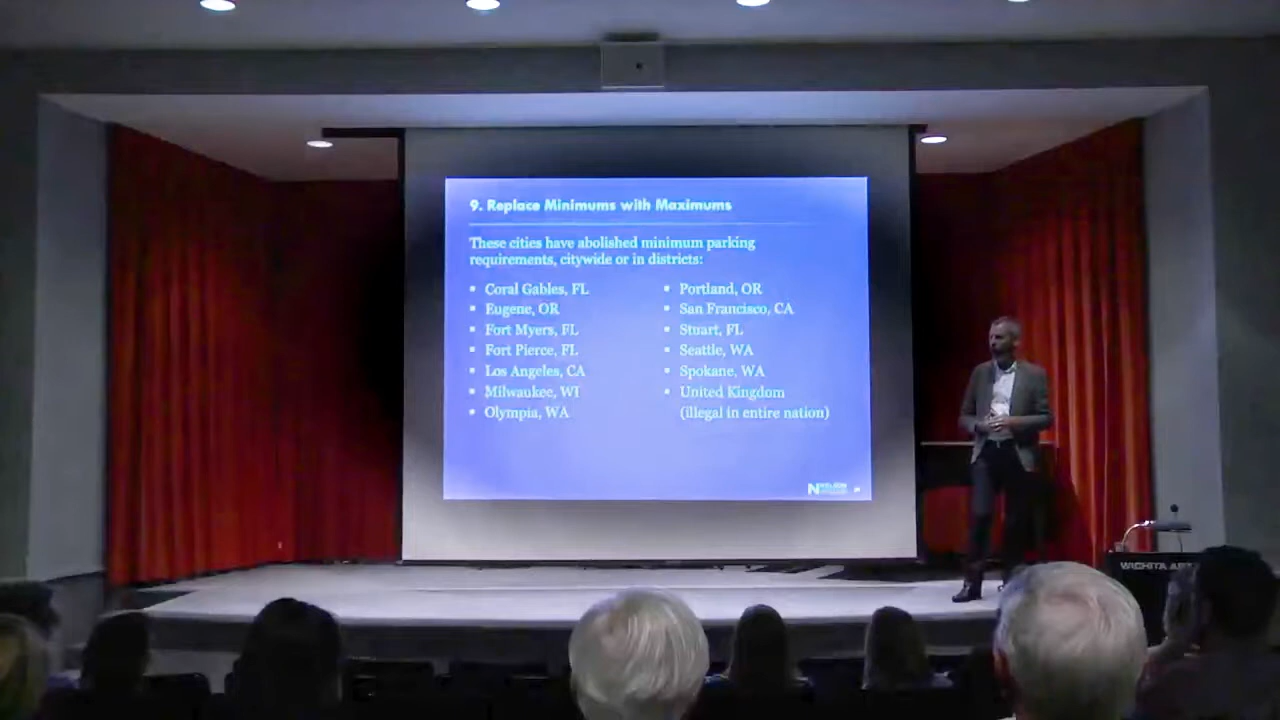 9. Replace Minimums with Maximums
These cities have abolished minimum parking
requirements, citywide or in districts:
▪ Coral Gables, FL
▪ Eugene, OR
▪ Fort Myers, FL
▪ Fort Pierce, FL
▪ Los Angeles, CA
▪ Milwaukee, WI
▪ Olympia, WA
▪ Portland, OR
▪ San Francisco, CA
▪ Stuart, FL
▪ Seattle, WA
▪ Spokane, WA
▪ United Kingdom
(illegal in entire nation)
N NELSON
WICHITA ART